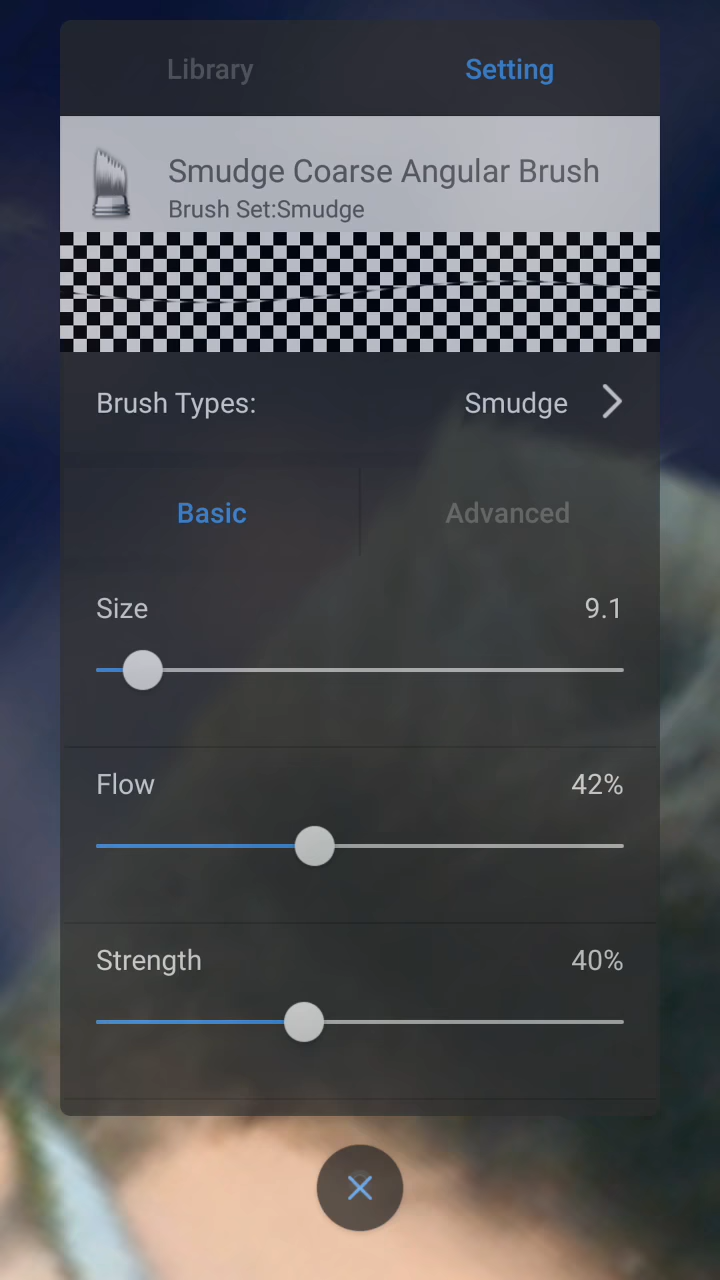 Library
Setting
Smudge Coarse Angular Brush
Brush Set:Smudge
Brush Types:
Smudge
Basic
Advanced
Size
9.1
Flow
42%
Strength
40%